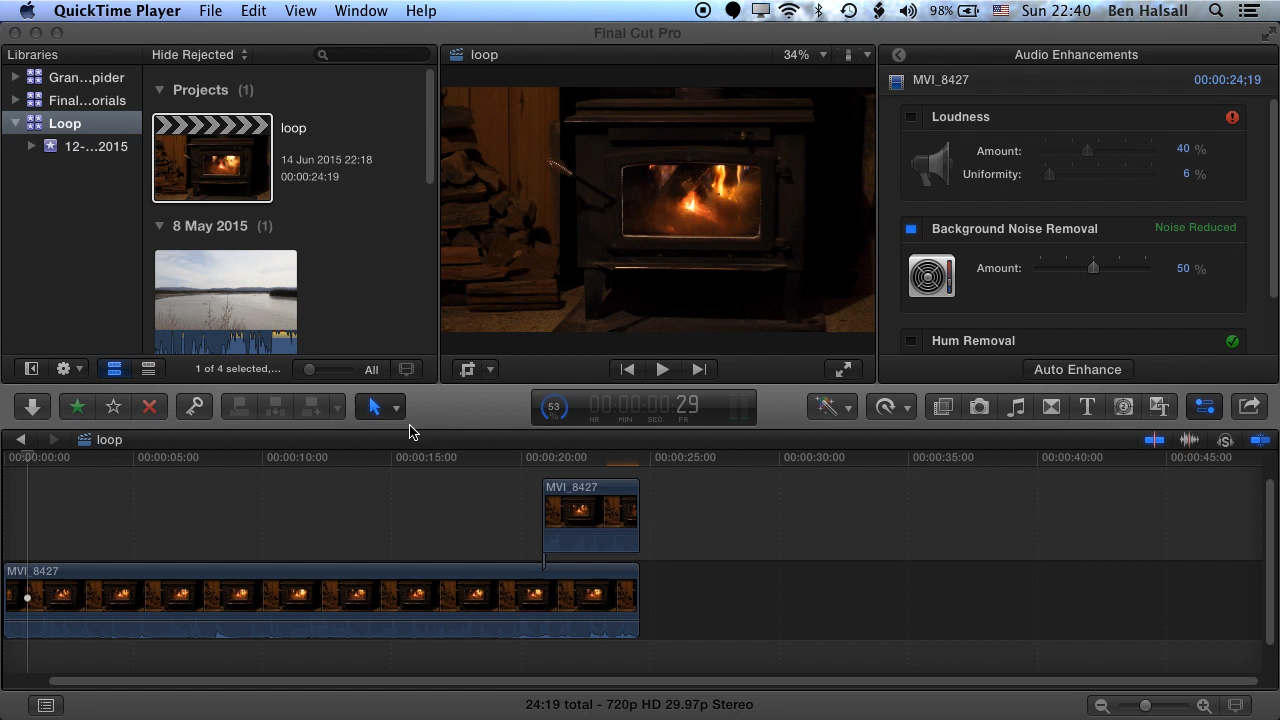 QuickTime Player File Edit View Window Help 98% Sun 22:40 Ben Halsall
Final Cut Pro
Libraries Hide Rejected loop 34% Audio Enhancements
Gran...pider
Final...orials
Loop
12-...2015
Projects (1)
loop
14 Jun 2015 22:18
00:00:24:19
8 May 2015 (1)
MVI_8427 00:00:24;19
Loudness
Amount: 40 %
Uniformity: 6 %
Background Noise Removal Noise Reduced
Amount: 50 %
Hum Removal
1 of 4 selected,... All Auto Enhance
53 % 00:00:00:29
HR MIN SEC FR
T
loop
00:00:00:00 00:00:05:00 00:00:10:00 00:00:15:00 00:00:20:00 00:00:25:00 00:00:30:00 00:00:35:00 00:00:40:00 00:00:45:00
MVI_8427
MVI_8427
24:19 total - 720p HD 29.97p Stereo